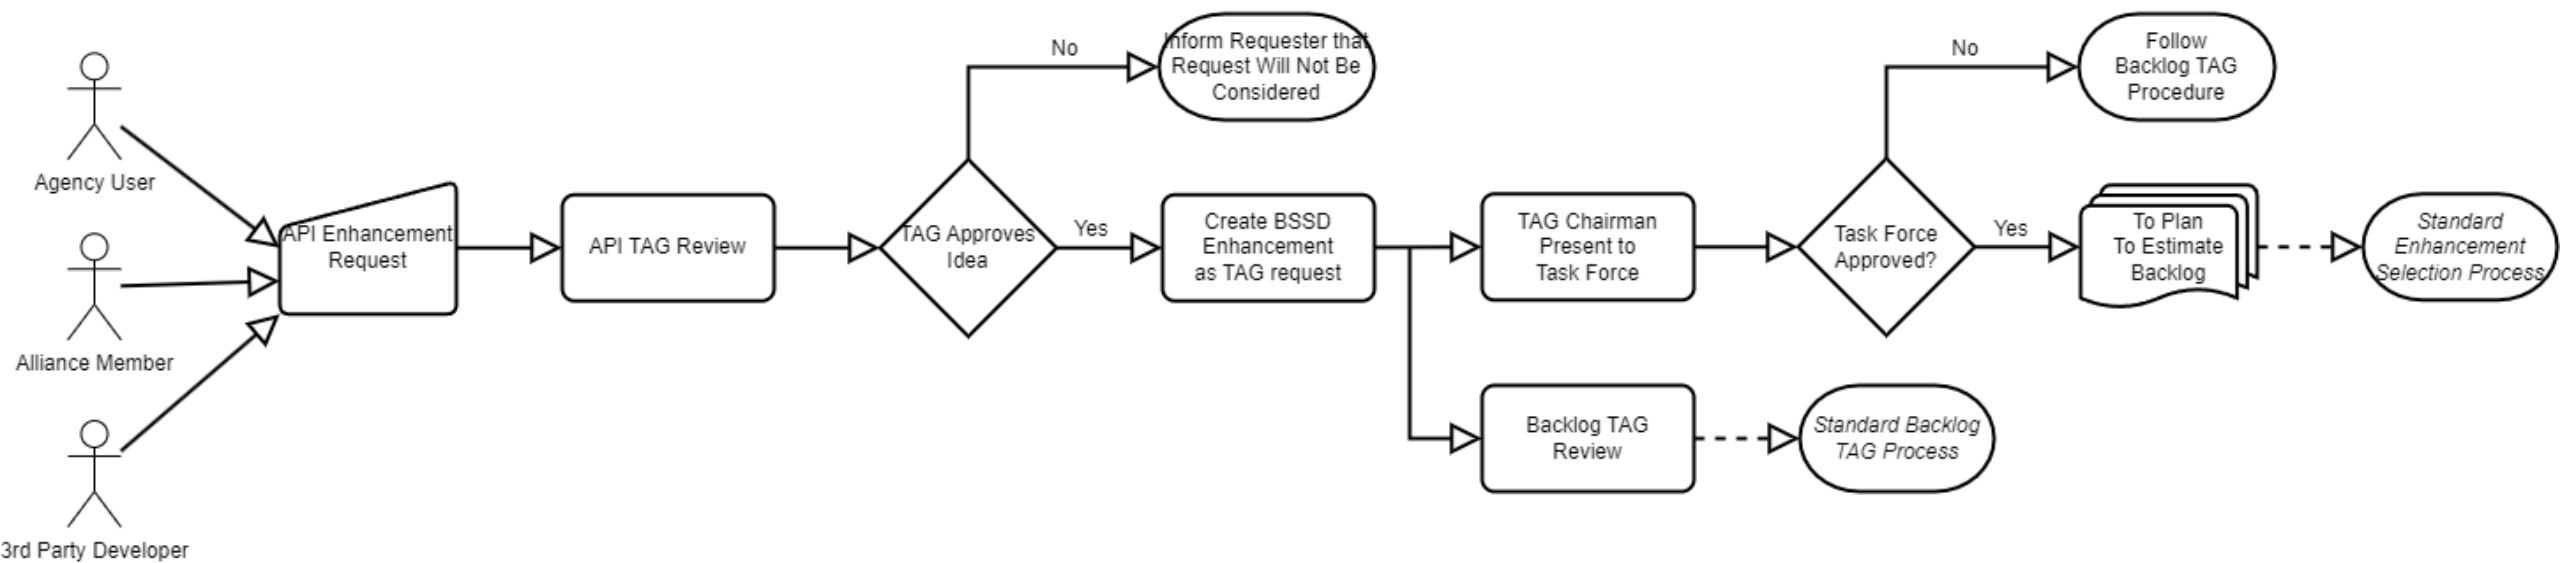 Agency User
Alliance Member
3rd Party Developer
API Enhancement
Request
API TAG Review
TAG Approves
Idea
No
Inform Requester that
Request Will Not Be
Considered
Yes
Create BSSD
Enhancement
as TAG request
TAG Chairman
Present to
Task Force
Backlog TAG
Review
Standard Backlog
TAG Process
Task Force
Approved?
No
Follow
Backlog TAG
Procedure
Yes
To Plan
To Estimate
Backlog
Standard
Enhancement
Selection Process